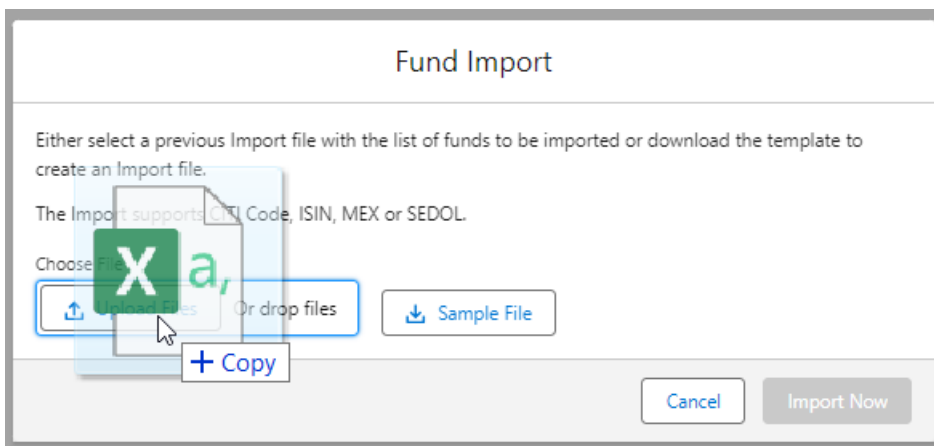 Fund Import
Either select a previous Import file with the list of funds to be imported or download the template to
create an Import file.
The Import supports CITI Code, ISIN, MEX or SEDOL.
Choose File
Upload Files Or drop files Sample File
X a,
+ Copy
Cancel Import Now